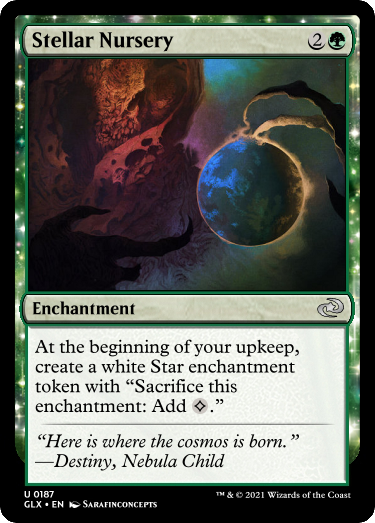 Stellar Nursery 2
Enchantment
At the beginning of your upkeep,
create a white Star enchantment
token with “Sacrifice this
enchantment: Add .”
“Here is where the cosmos is born.”
—Destiny, Nebula Child
U 0187
GLX • EN SARAFINCONCEPTS
™ & © 2021 Wizards of the Coast